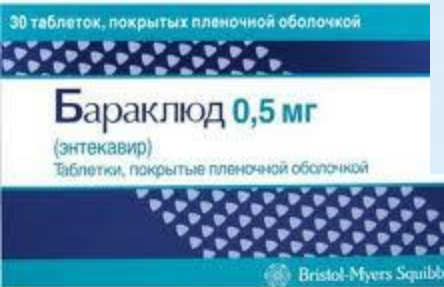 30 таблеток, покрытых пленочной оболочкой
Бараклюд 0,5 мг
(энтекавир)
Таблетки, покрытые пленочной оболочкой
Bristol-Myers Squibb